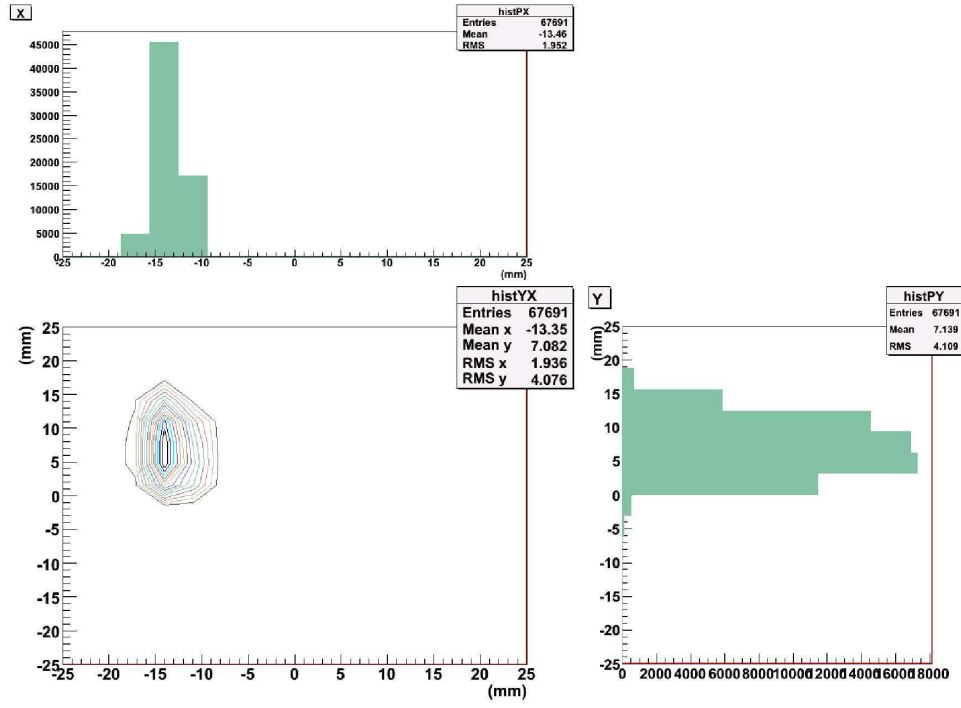 X
histPX
Entries 67691
Mean -13.46
RMS 1.952
45000
40000
35000
30000
25000
20000
15000
10000
5000
0
-25 -20 -15 -10 -5 0 5 10 15 20 25
(mm)
histYX
Entries 67691
Mean x -13.35
Mean y 7.082
RMS x 1.936
RMS y 4.076
(mm)
25
20
15
10
5
0
-5
-10
-15
-20
-25
-25 -20 -15 -10 -5 0 5 10 15 20 25
(mm)
Y
histPY
Entries 67691
Mean 7.139
RMS 4.109
(mm)
25
20
15
10
5
0
-5
-10
-15
-20
-25
0 2000 4000 6000 8000 10000 12000 14000 16000 18000